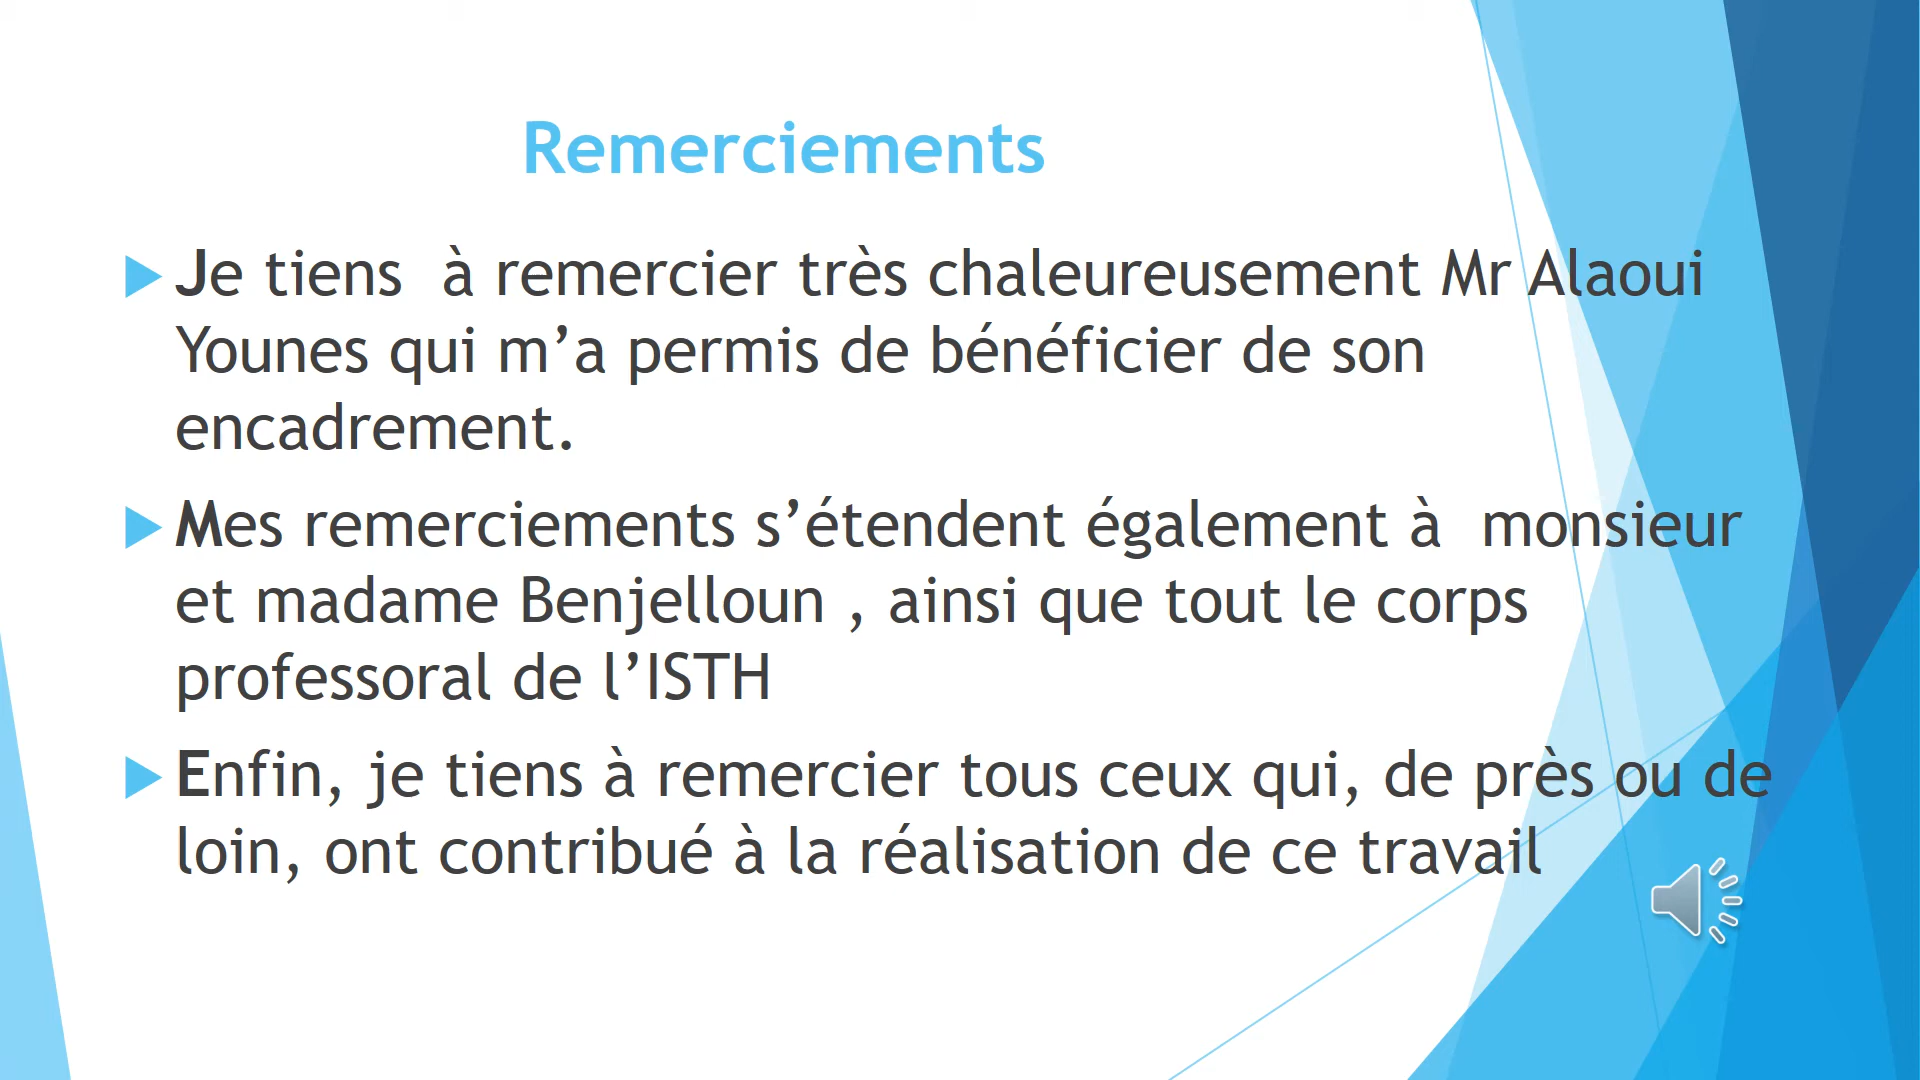 Remerciements
Je tiens  à remercier très chaleureusement Mr Alaoui
Younes qui m’a permis de bénéficier de son
encadrement.
Mes remerciements s’étendent également à  monsieur
et madame Benjelloun , ainsi que tout le corps
professoral de l’ISTH
Enfin, je tiens à remercier tous ceux qui, de près ou de
loin, ont contribué à la réalisation de ce travail